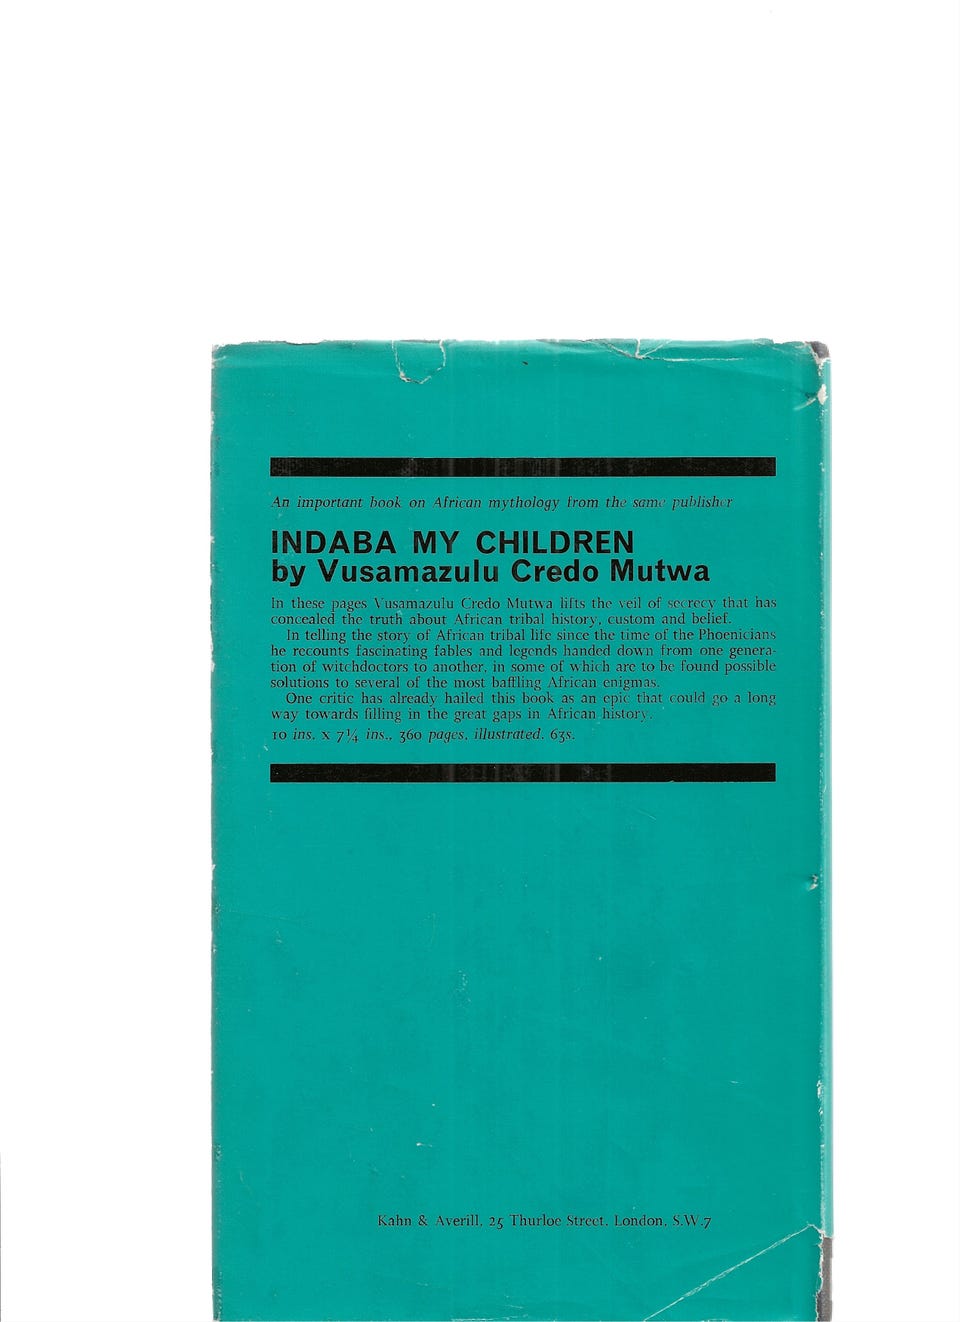 An important book on African mythology from the same publisher
INDABA MY CHILDREN
by Vusamazulu Credo Mutwa
In these pages Vusamazulu Credo Mutwa lifts the veil of secrecy that has
concealed the truth about African tribal history, custom and belief.
In telling the story of African tribal life since the time of the Phoenicians
he recounts fascinating fables and legends handed down from one genera-
tion of witchdoctors to another, in some of which are to be found possible
solutions to several of the most baffling African enigmas.
One critic has already hailed this book as an epic that could go a long
way towards filling in the great gaps in African history.
10 ins. x 7¼ ins., 360 pages, illustrated. 63s.
Kahn & Averill, 25 Thurloe Street, London, S.W.7